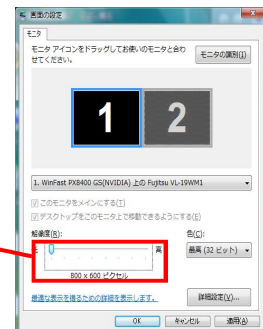 画面の設定
モニタ
モニタ アイコンをドラッグしてお使いのモニタと合わ
せてください。
モニタの識別(I)
1 2
1. WinFast PX8400 GS(NVIDIA) 上の Fujitsu VL-19WM1
このモニタをメインにする(I)
デスクトップをこのモニタ上で移動できるようにする(E)
解像度(R):
色(C):
高
最高 (32 ビット)
800 x 600 ピクセル
最適な表示を得るための詳細を表示します。
詳細設定(V)...
OK キャンセル 適用(A)